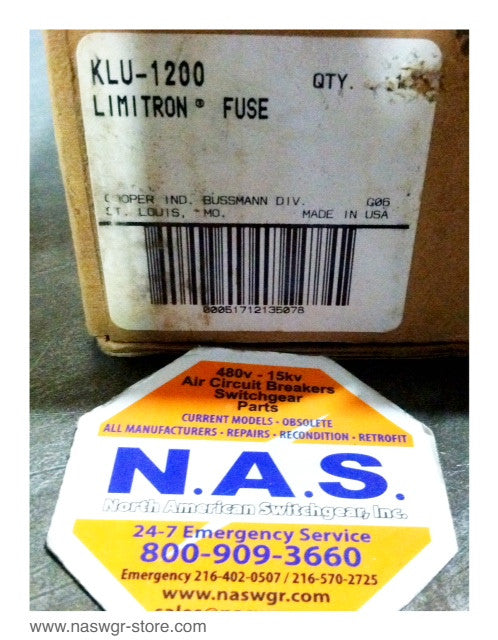 KLU-1200 QTY.
LIMITRON® FUSE
COOPER IND. BUSSMANN DIV. G06
ST. LOUIS, MO. MADE IN USA
00051712135078
480v - 15kv
Air Circuit Breakers
Switchgear
Parts
CURRENT MODELS - OBSOLETE
ALL MANUFACTURERS - REPAIRS - RECONDITION - RETROFIT
N.A.S.
North American Switchgear, Inc.
24-7 Emergency Service
800-909-3660
Emergency 216-402-0507 / 216-570-2725
www.naswgr.com
www.naswgr-store.com